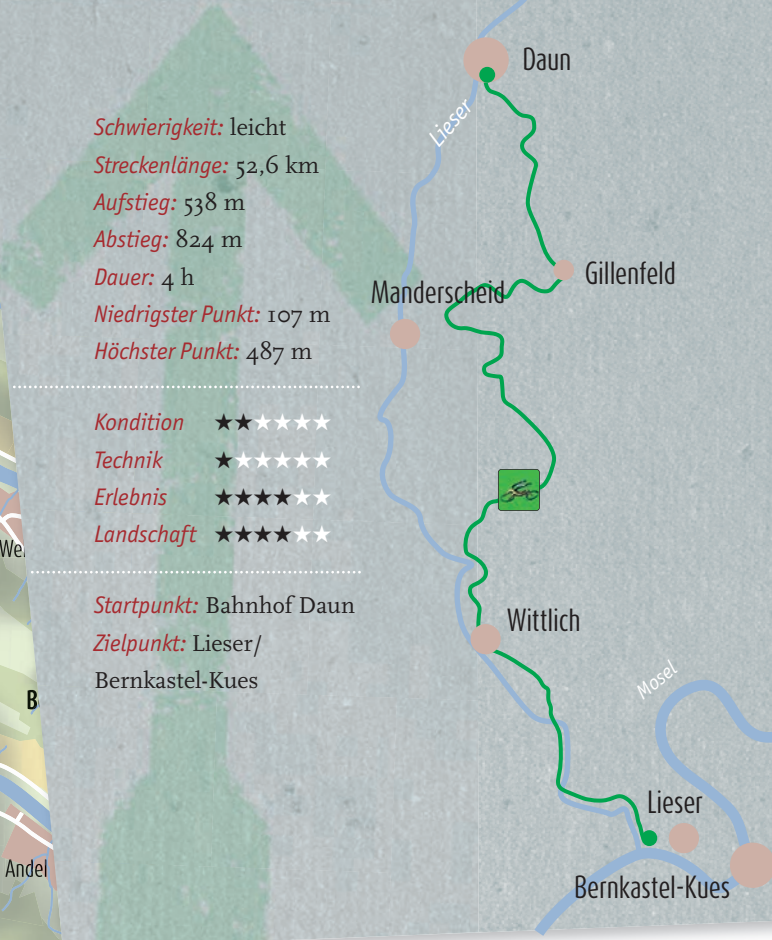 Schwierigkeit: leicht
Streckenlänge: 52,6 km
Aufstieg: 538 m
Abstieg: 824 m
Dauer: 4 h
Niedrigster Punkt: 107 m
Höchster Punkt: 487 m
Kondition ★★★★★★
Technik ★★★★★★
Erlebnis ★★★★★★
Landschaft ★★★★★★
Startpunkt: Bahnhof Daun
Zielpunkt: Lieser/
Bernkastel-Kues
Daun
Lieser
Gillenfeld
Manderscheid
Wittlich
Mosel
Lieser
Bernkastel-Kues
Andel